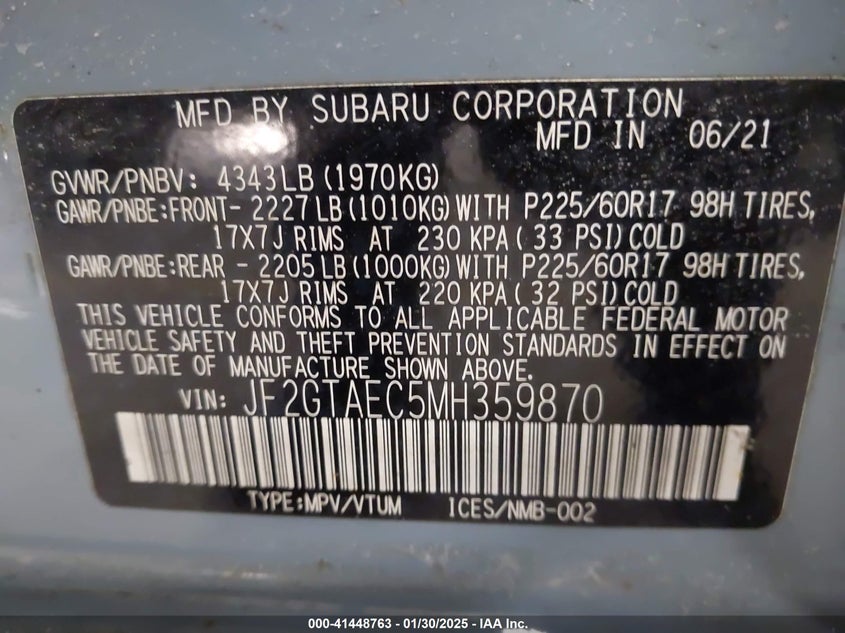 MFD BY SUBARU CORPORATION
MFD IN 06/21
GVWR/PNBV: 4343LB (1970KG)
GAWR/PNBE:FRONT- 2227 LB (1010KG) WITH P225/60R17 98H TIRES,
17X7J RIMS AT 230 KPA ( 33 PSI) COLD
GAWR/PNBE:REAR - 2205 LB (1000KG) WITH P225/60R17 98H TIRES,
17X7J RIMS AT 220 KPA ( 32 PSI) COLD
THIS VEHICLE CONFORMS TO ALL APPLICABLE FEDERAL MOTOR
VEHICLE SAFETY AND THEFT PREVENTION STANDARDS IN EFFECT ON
THE DATE OF MANUFACTURE SHOWN ABOVE.
VIN: JF2GTAEC5MH359870
TYPE:MPV/VTUM ICES/NMB-002
000-41448763 - 01/30/2025 - IAA Inc.